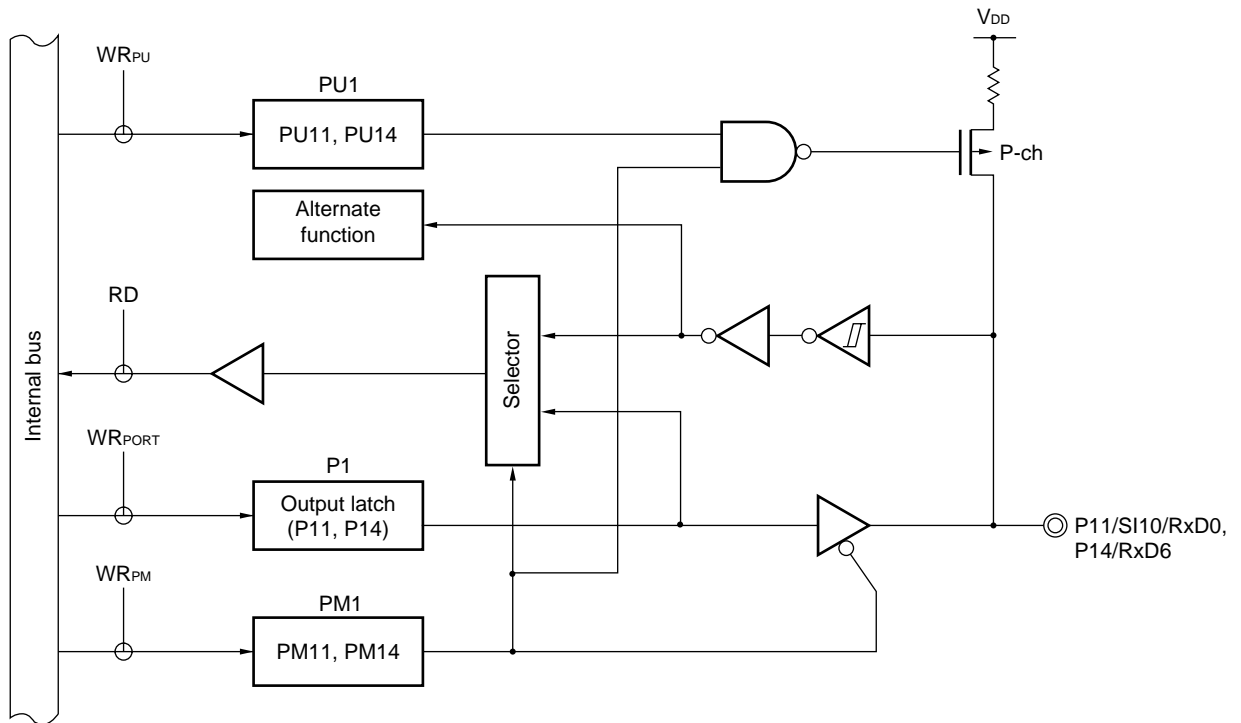 VDD
WRPU
PU1
PU11, PU14
P-ch
Alternate
function
RD
Selector
Internal bus
WRPORT
P1
Output latch
(P11, P14)
P11/SI10/RxD0,
P14/RxD6
WRPM
PM1
PM11, PM14